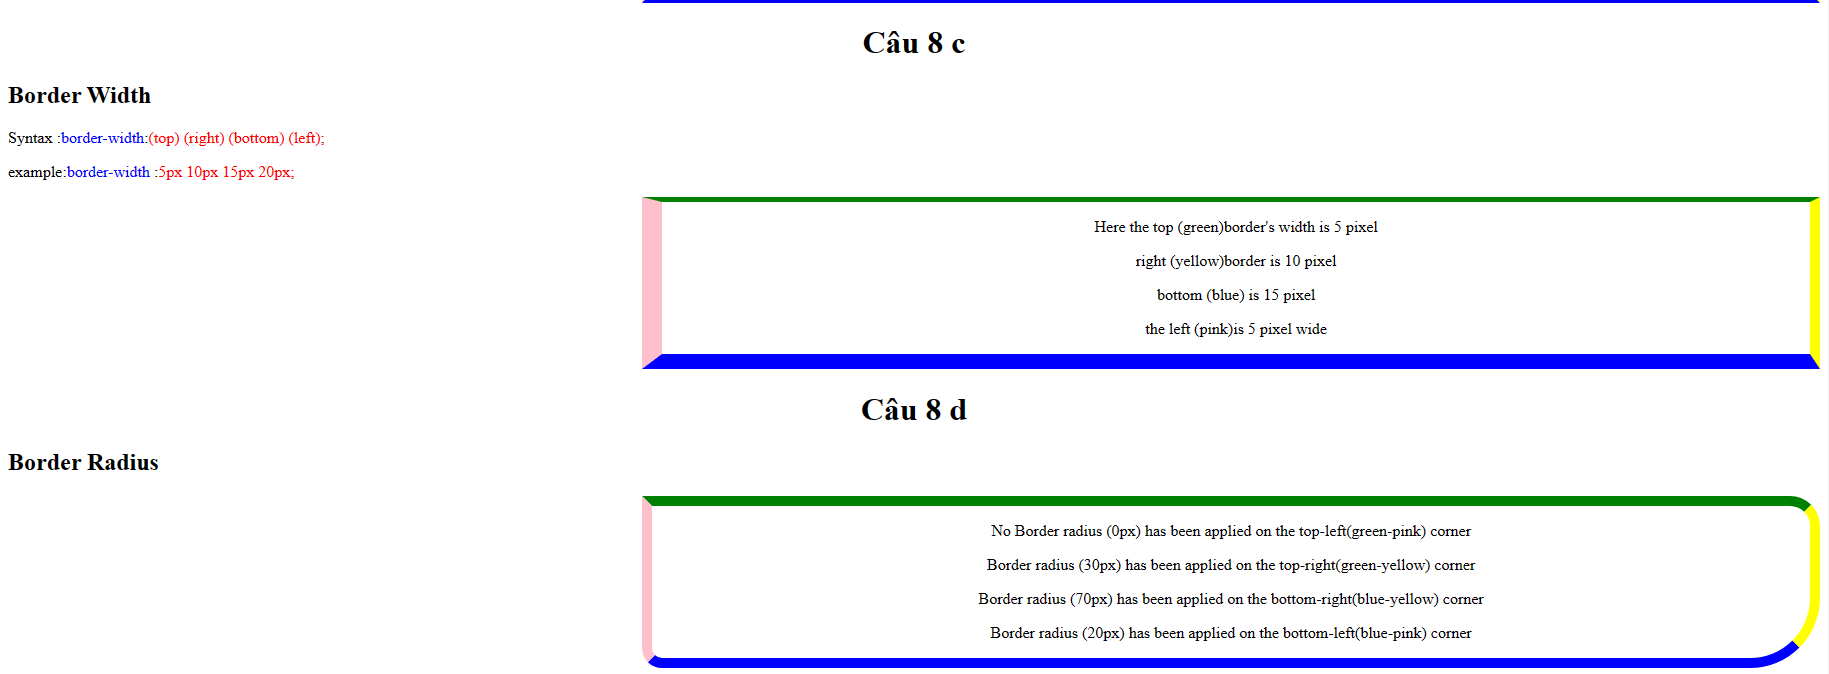 Câu 8 c
Border Width
Syntax :border-width:(top) (right) (bottom) (left);
example:border-width :5px 10px 15px 20px;
Here the top (green)border's width is 5 pixel
right (yellow)border is 10 pixel
bottom (blue) is 15 pixel
the left (pink)is 5 pixel wide
Câu 8 d
Border Radius
No Border radius (0px) has been applied on the top-left(green-pink) corner
Border radius (30px) has been applied on the top-right(green-yellow) corner
Border radius (70px) has been applied on the bottom-right(blue-yellow) corner
Border radius (20px) has been applied on the bottom-left(blue-pink) corner